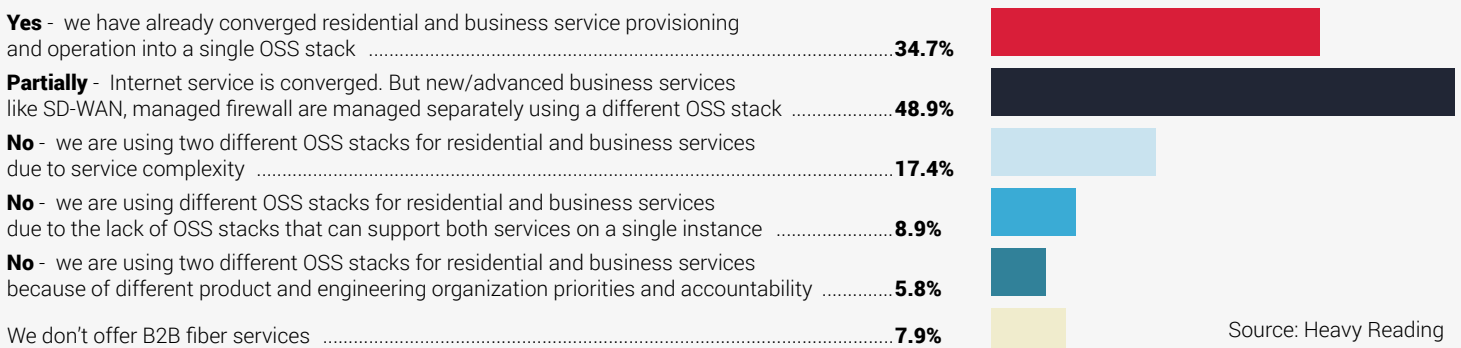 Yes - we have already converged residential and business service provisioning
and operation into a single OSS stack ........................................................................................34.7%
Partially - Internet service is converged. But new/advanced business services
like SD-WAN, managed firewall are managed separately using a different OSS stack .................48.9%
No - we are using two different OSS stacks for residential and business services
due to service complexity ...........................................................................................................17.4%
No - we are using different OSS stacks for residential and business services
due to the lack of OSS stacks that can support both services on a single instance ....................8.9%
No - we are using two different OSS stacks for residential and business services
because of different product and engineering organization priorities and accountability ............5.8%
We don't offer B2B fiber services ................................................................................................7.9%
Source: Heavy Reading